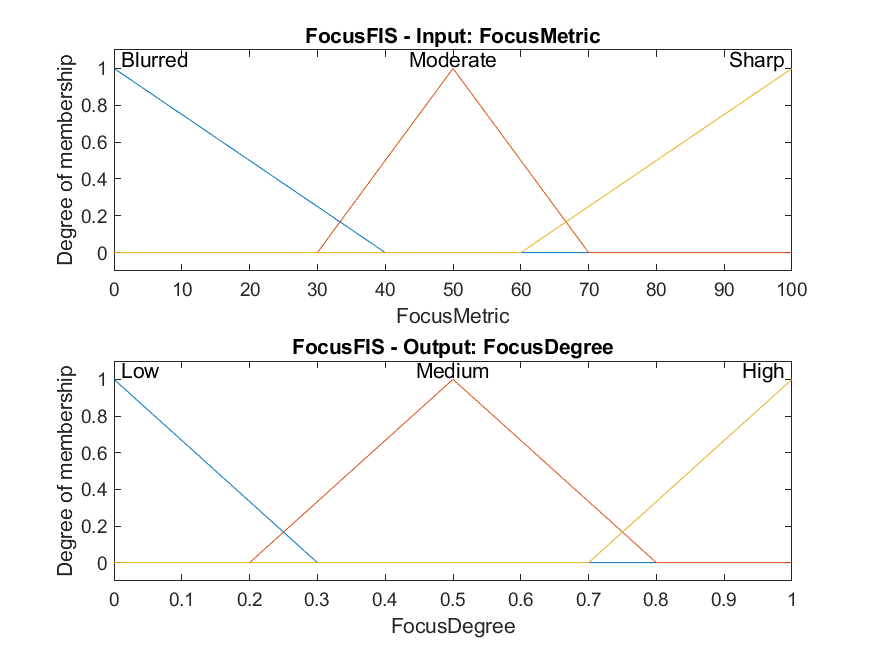 FocusFIS - Input: FocusMetric
Blurred Moderate Sharp
Degree of membership
1
0.8
0.6
0.4
0.2
0
0 10 20 30 40 50 60 70 80 90 100
FocusMetric
FocusFIS - Output: FocusDegree
Low Medium High
Degree of membership
1
0.8
0.6
0.4
0.2
0
0 0.1 0.2 0.3 0.4 0.5 0.6 0.7 0.8 0.9 1
FocusDegree